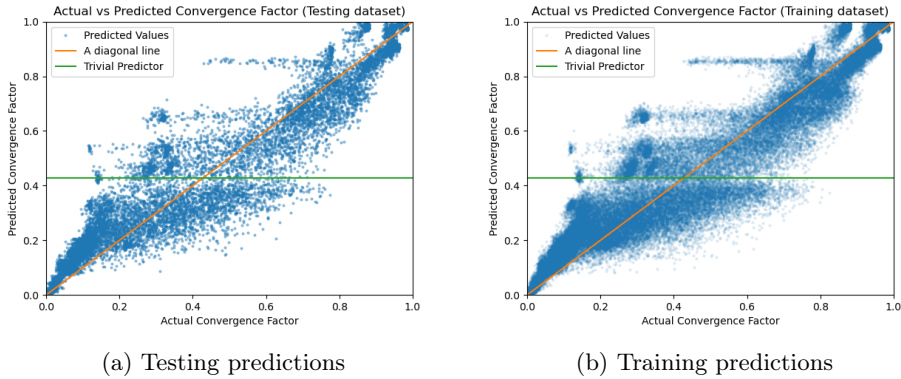 Actual vs Predicted Convergence Factor (Testing dataset)
Predicted Values
A diagonal line
Trivial Predictor
Predicted Convergence Factor
1.0
0.8
0.6
0.4
0.2
0.0
0.0 0.2 0.4 0.6 0.8 1.0
Actual Convergence Factor
(a) Testing predictions
Actual vs Predicted Convergence Factor (Training dataset)
Predicted Values
A diagonal line
Trivial Predictor
Predicted Convergence Factor
1.0
0.8
0.6
0.4
0.2
0.0
0.0 0.2 0.4 0.6 0.8 1.0
Actual Convergence Factor
(b) Training predictions